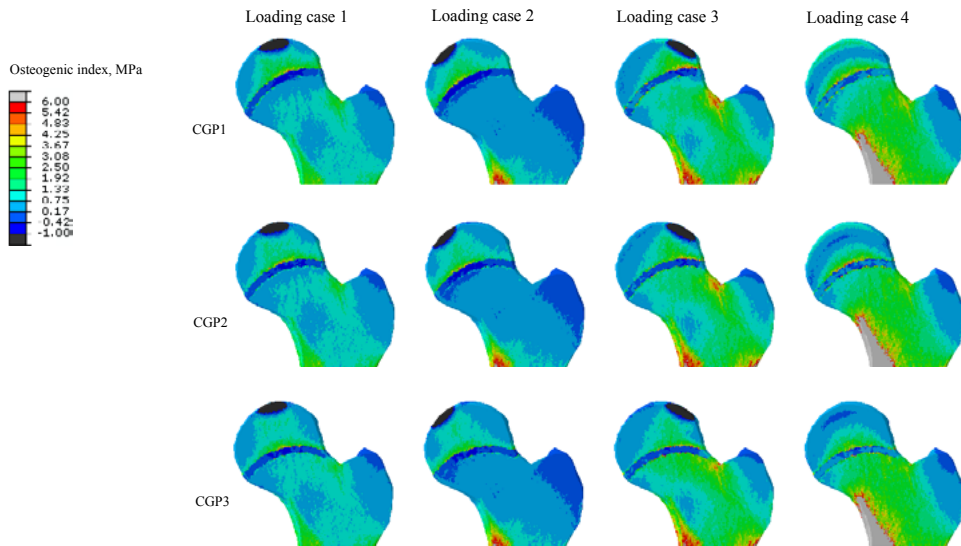 Loading case 1
Loading case 2
Loading case 3
Loading case 4
Osteogenic index, MPa
6.00
5.42
4.83
4.25
3.67
3.08
2.50
1.92
1.33
0.75
0.17
-0.42
-1.00
CGP1
CGP2
CGP3